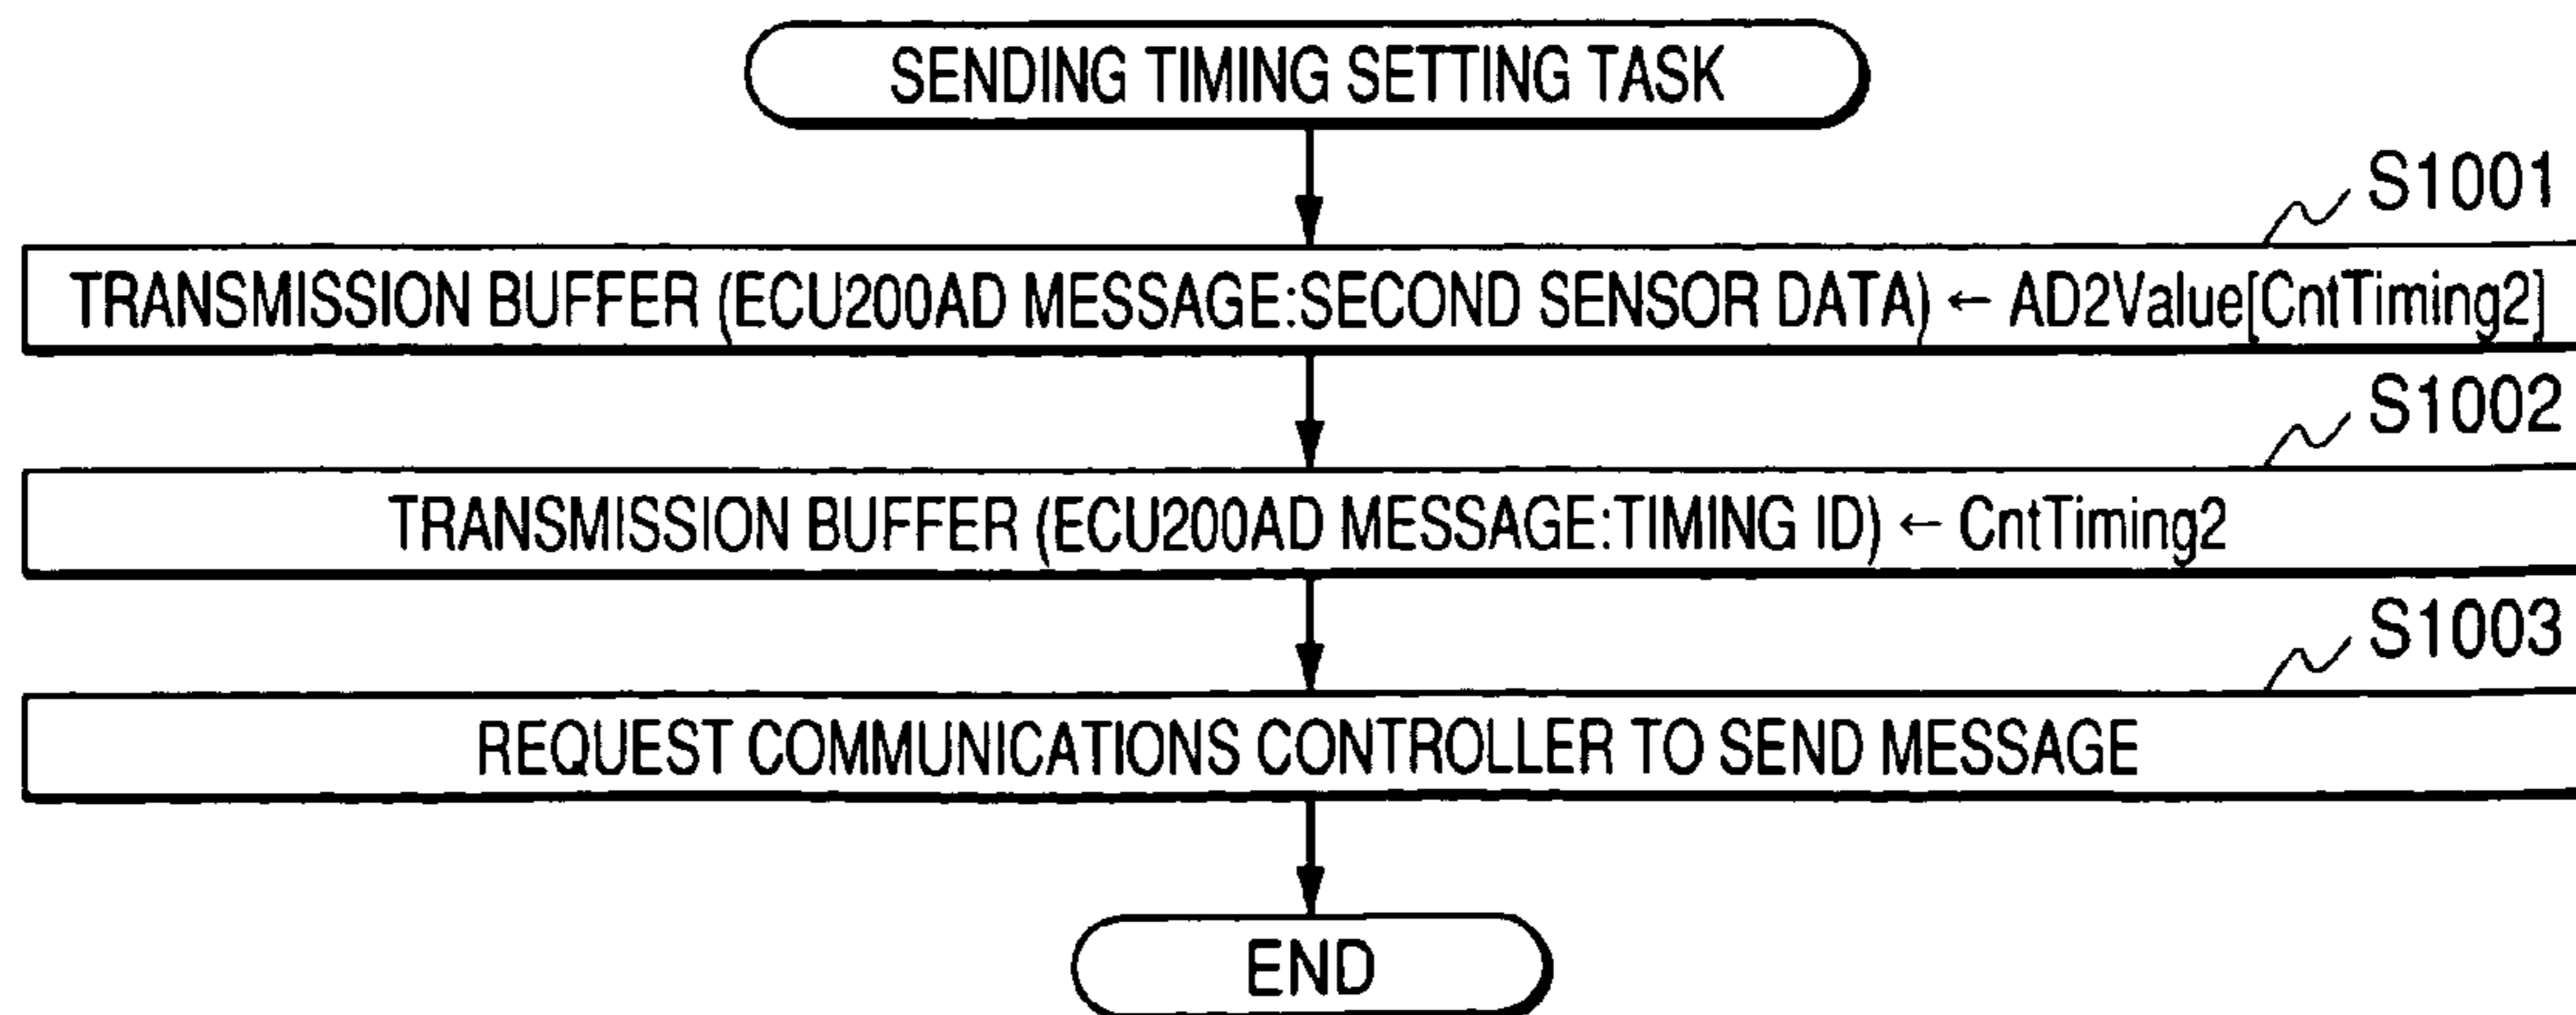 SENDING TIMING SETTING TASK
S1001
TRANSMISSION BUFFER (ECU200AD MESSAGE:SECOND SENSOR DATA) ← AD2Value[CntTiming2]
S1002
TRANSMISSION BUFFER (ECU200AD MESSAGE:TIMING ID) ← CntTiming2
S1003
REQUEST COMMUNICATIONS CONTROLLER TO SEND MESSAGE
END